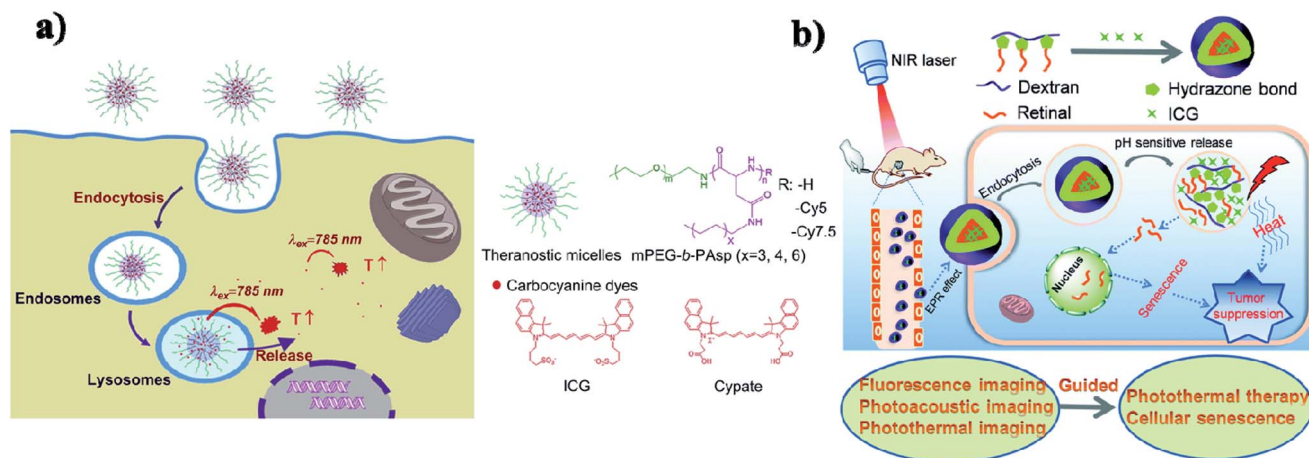 a)
Endocytosis
λex=785 nm
T↑
λex=785 nm
T↑
Endosomes
Release
Lysosomes
O
m
NH
O
H
N
R
n
O
NH
X
R: -H
-Cy5
-Cy7.5
Theranostic micelles mPEG-b-PAsp (x=3, 4, 6)
Carbocyanine dyes
ICG
Cypate
b)
NIR laser
Dextran
Hydrazone bond
Retinal
ICG
pH sensitive release
Endocytosis
Heat
Nucleus
Senescence
EPR effect
Tumor
suppression
Fluorescence imaging
Photoacoustic imaging
Photothermal imaging
Guided
Photothermal therapy
Cellular senescence